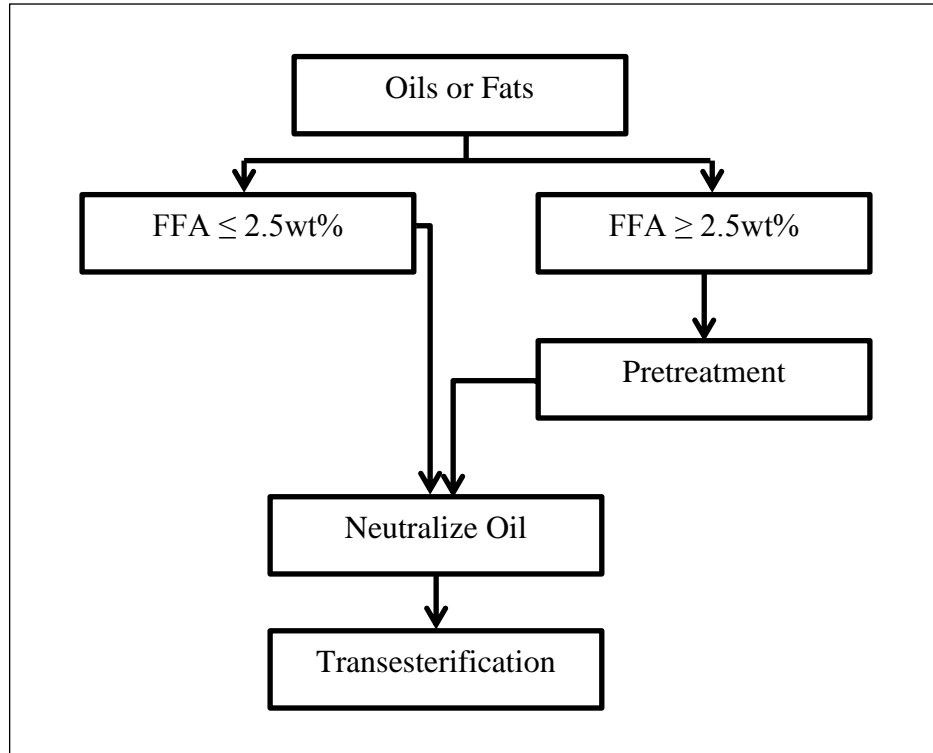 Oils or Fats
FFA ≤ 2.5wt%
FFA ≥ 2.5wt%
Pretreatment
Neutralize Oil
Transesterification